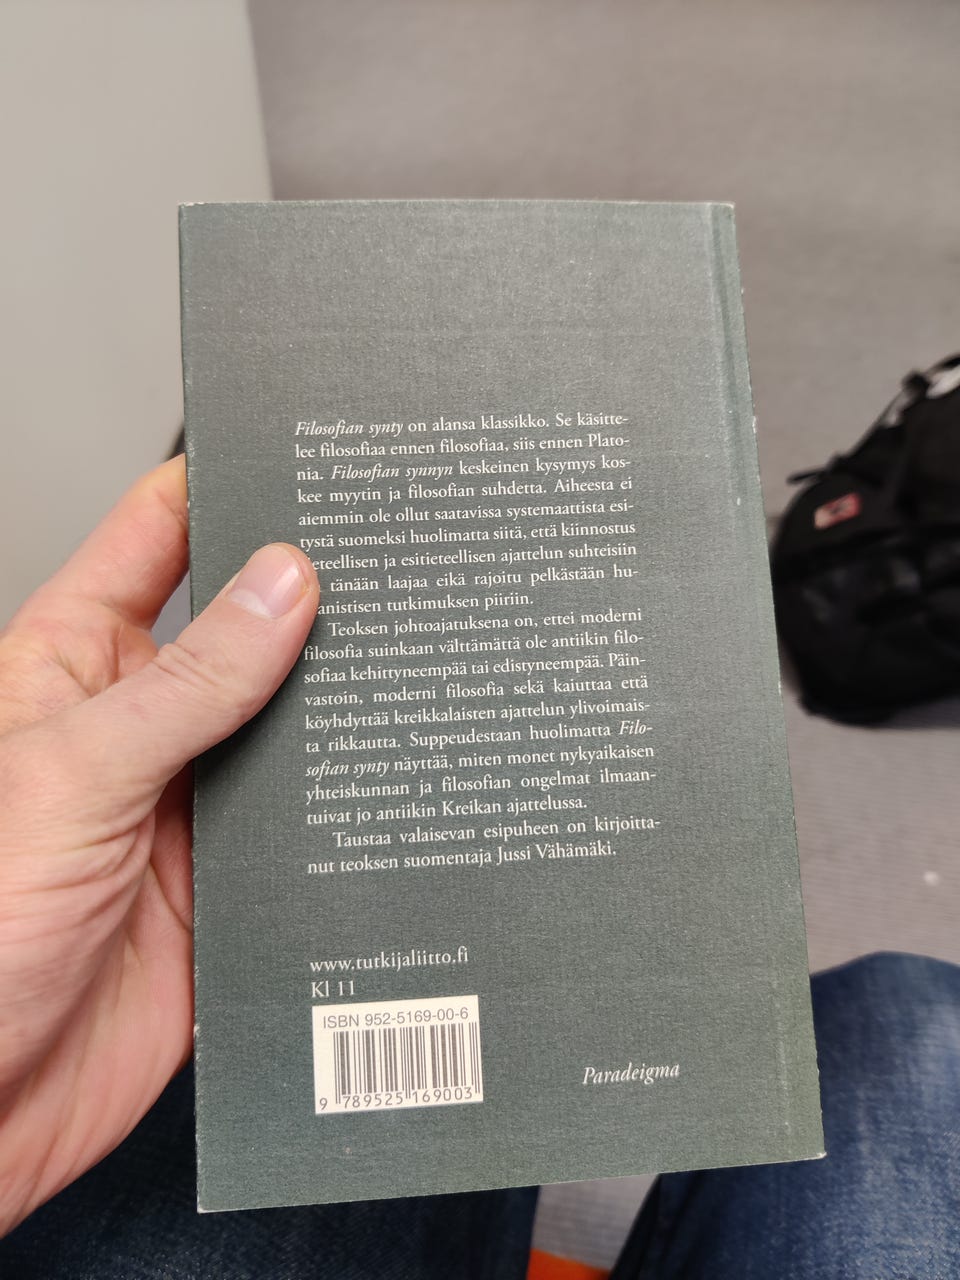 Filosofian synty on alansa klassikko. Se käsitte-
lee filosofiaa ennen filosofiaa, siis ennen Plato-
nia. Filosofian synnyn keskeinen kysymys kos-
kee myytin ja filosofian suhdetta. Aiheesta ei
aiemmin ole ollut saatavissa systemaattista esi-
tystä suomeksi huolimatta siitä, että kiinnostus
ieteellisen ja esitieteellisen ajattelun suhteisiin
tänään laajaa eikä rajoitu pelkästään hu-
anistisen tutkimuksen piiriin.
Teoksen johtoajatuksena on, ettei moderni
filosofia suinkaan välttämättä ole antiikin filo-
sofiaa kehittyneempää tai edistyneempää. Päin-
vastoin, moderni filosofia sekä kaiuttaa että
köyhdyttää kreikkalaisten ajattelun ylivoimais-
ta rikkautta. Suppeudestaan huolimatta Filo-
sofian synty näyttää, miten monet nykyaikaisen
yhteiskunnan ja filosofian ongelmat ilmaan-
tuivat jo antiikin Kreikan ajattelussa.
Taustaa valaisevan esipuheen on kirjoitta-
nut teoksen suomentaja Jussi Vähämäki.
www.tutkijaliitto.fi
Kl 11
ISBN 952-5169-00-6
9 789525 169003
Paradeigma